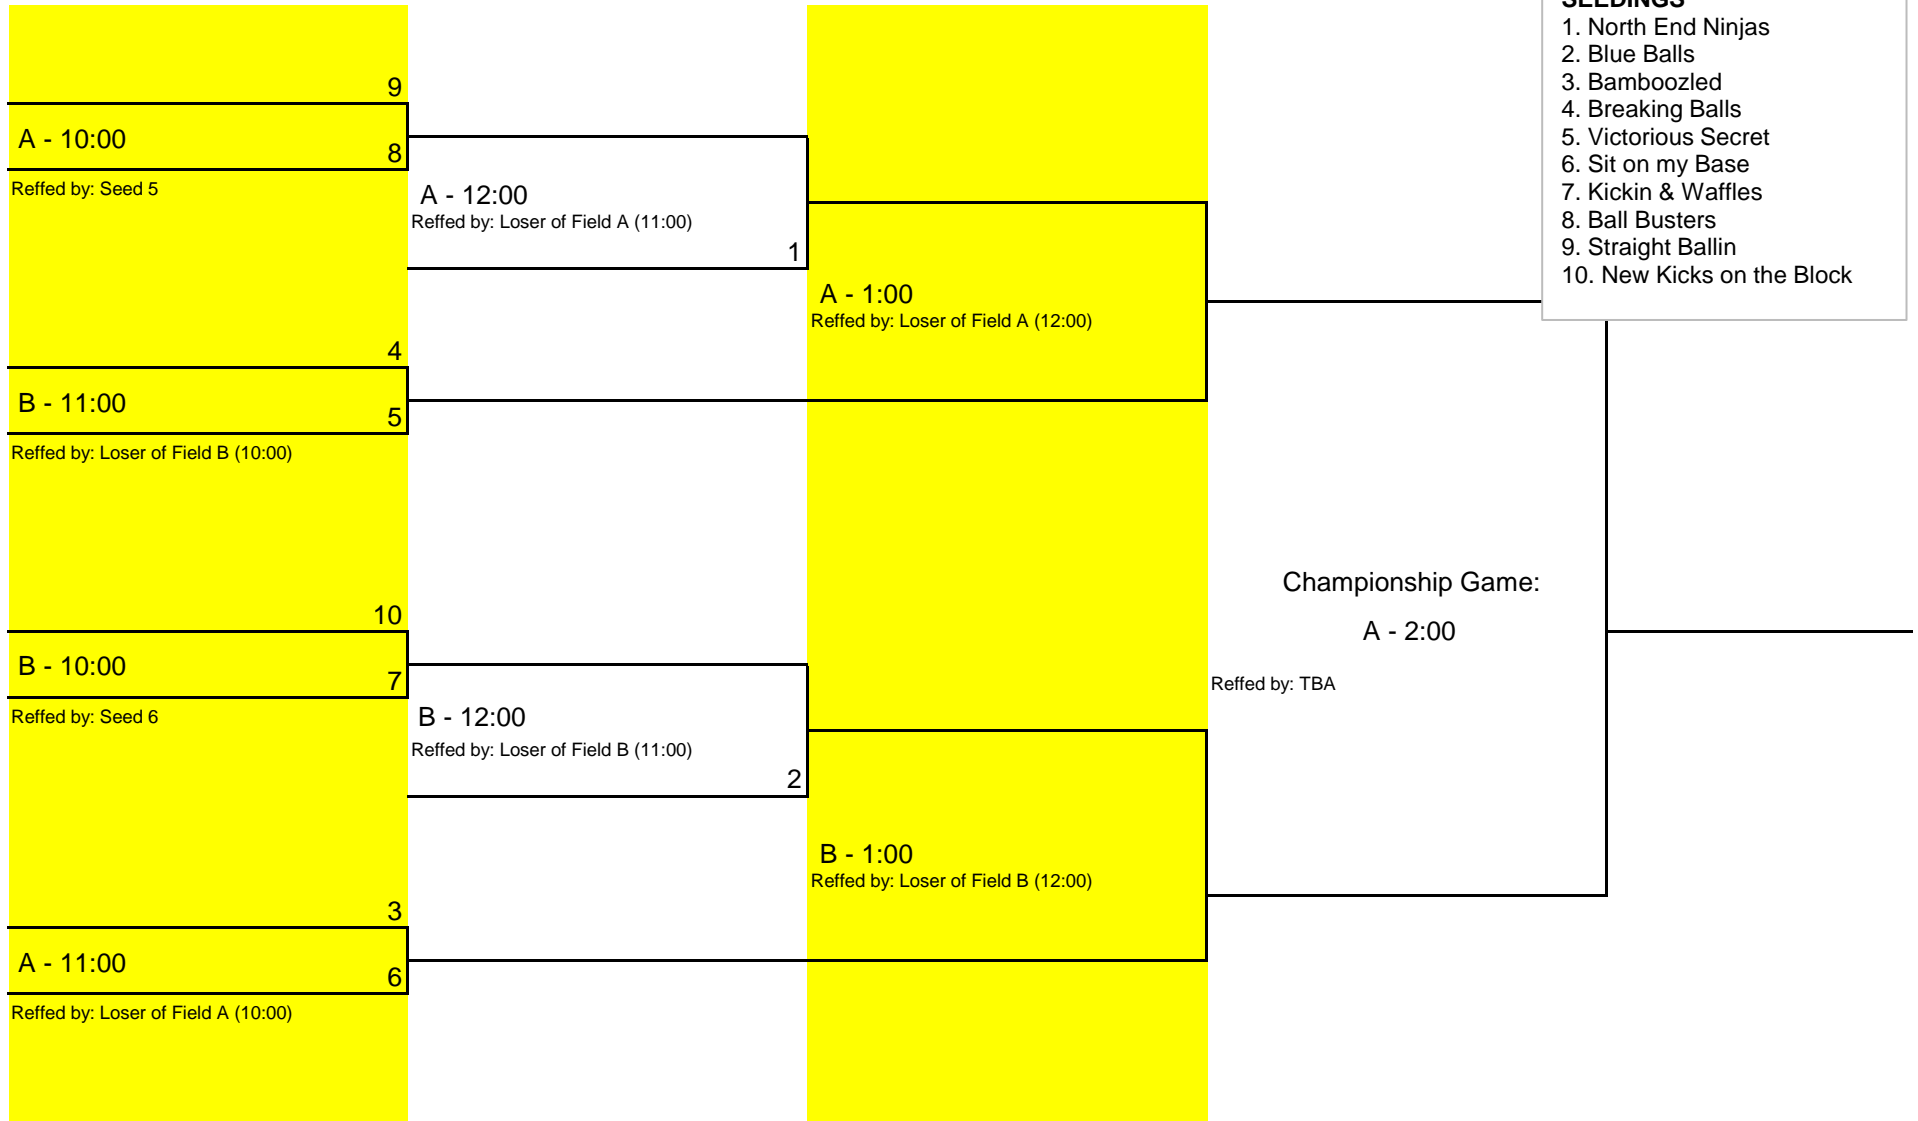 SEEDINGS
1. North End Ninjas
2. Blue Balls
3. Bamboozled
4. Breaking Balls
5. Victorious Secret
6. Sit on my Base
7. Kickin & Waffles
8. Ball Busters
9. Straight Ballin
10. New Kicks on the Block
9
A - 10:00
8
Reffed by: Seed 5
4
B - 11:00
5
Reffed by: Loser of Field B (10:00)
10
B - 10:00
7
Reffed by: Seed 6
3
A - 11:00
6
Reffed by: Loser of Field A (10:00)
A - 12:00
Reffed by: Loser of Field A (11:00)
1
B - 12:00
Reffed by: Loser of Field B (11:00)
2
A - 1:00
Reffed by: Loser of Field A (12:00)
B - 1:00
Reffed by: Loser of Field B (12:00)
Championship Game:
A - 2:00
Reffed by: TBA